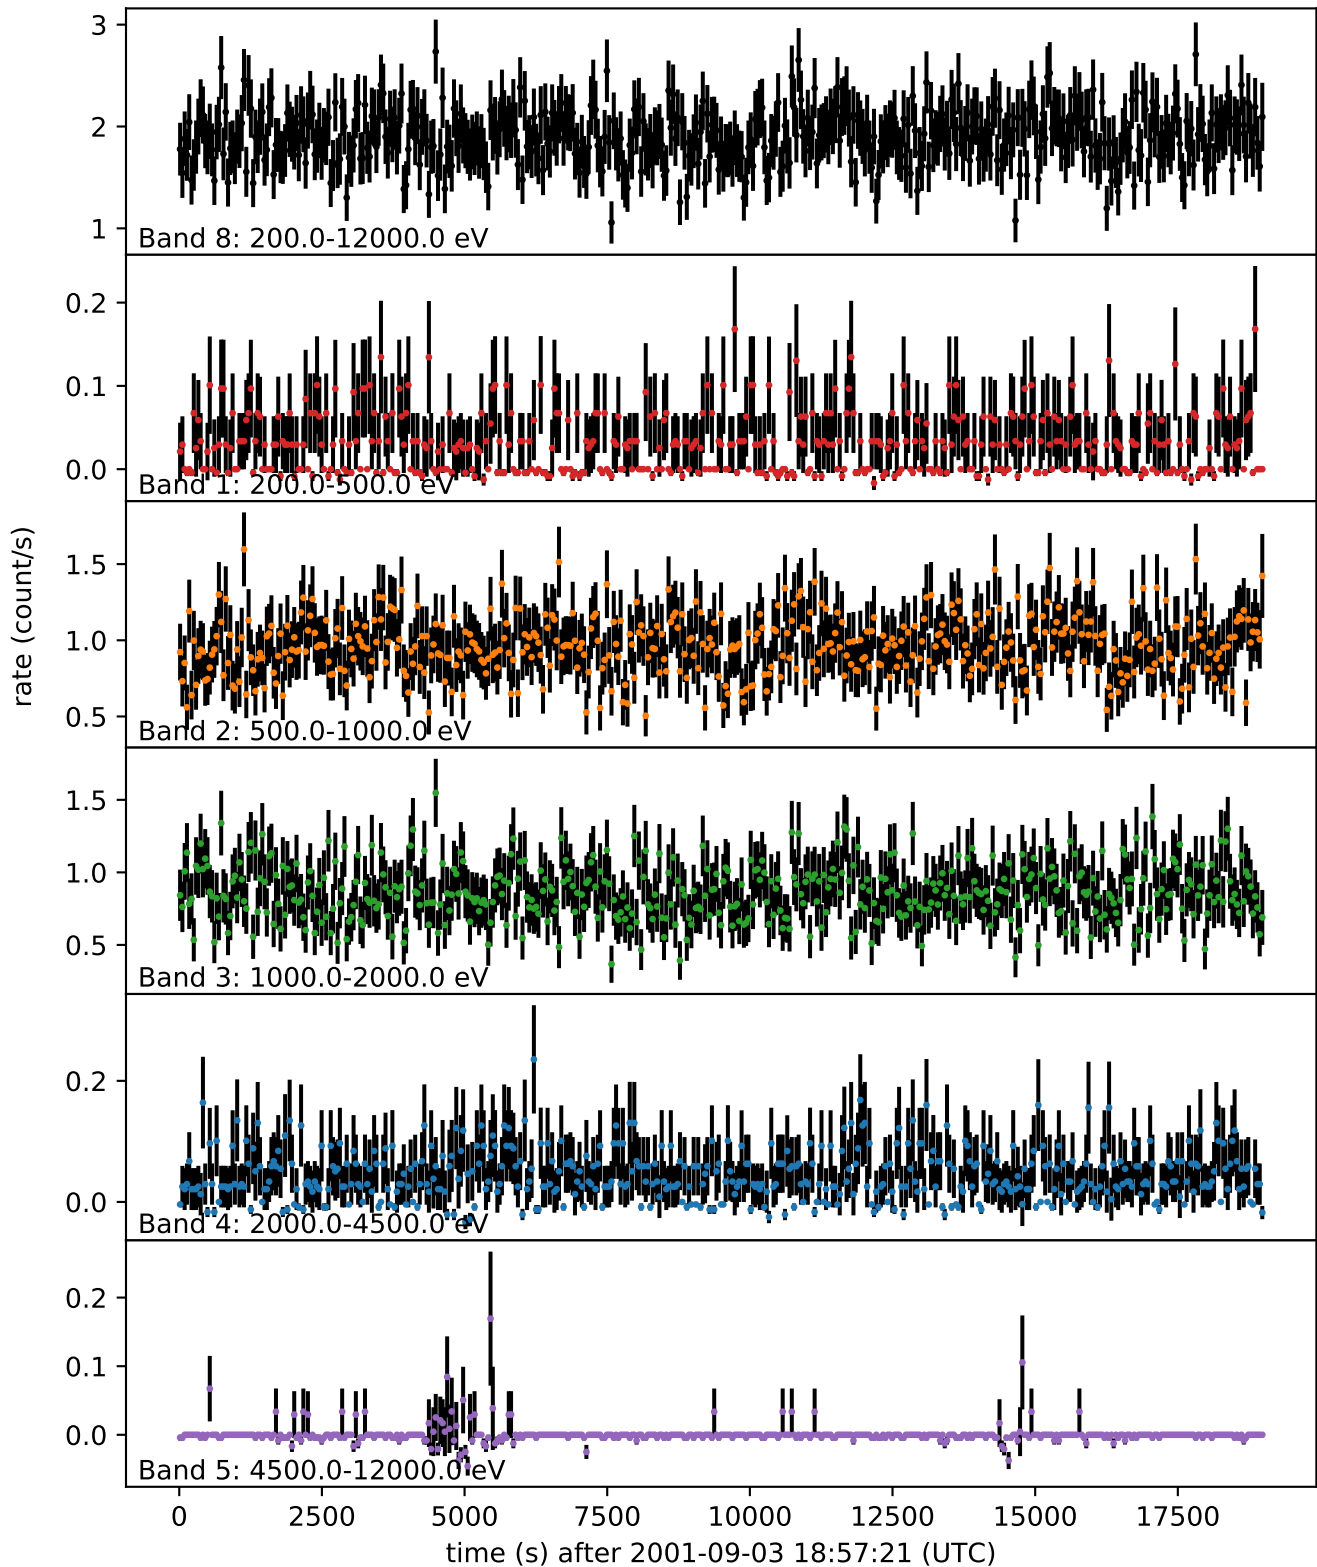 3
2
1
Band 8: 200.0-12000.0 eV
0.2
0.1
0.0
Band 1: 200.0-500.0 eV
rate (count/s)
1.5
1.0
0.5
Band 2: 500.0-1000.0 eV
1.5
1.0
0.5
Band 3: 1000.0-2000.0 eV
0.2
0.0
Band 4: 2000.0-4500.0 eV
0.2
0.1
0.0
Band 5: 4500.0-12000.0 eV
0 2500 5000 7500 10000 12500 15000 17500
time (s) after 2001-09-03 18:57:21 (UTC)